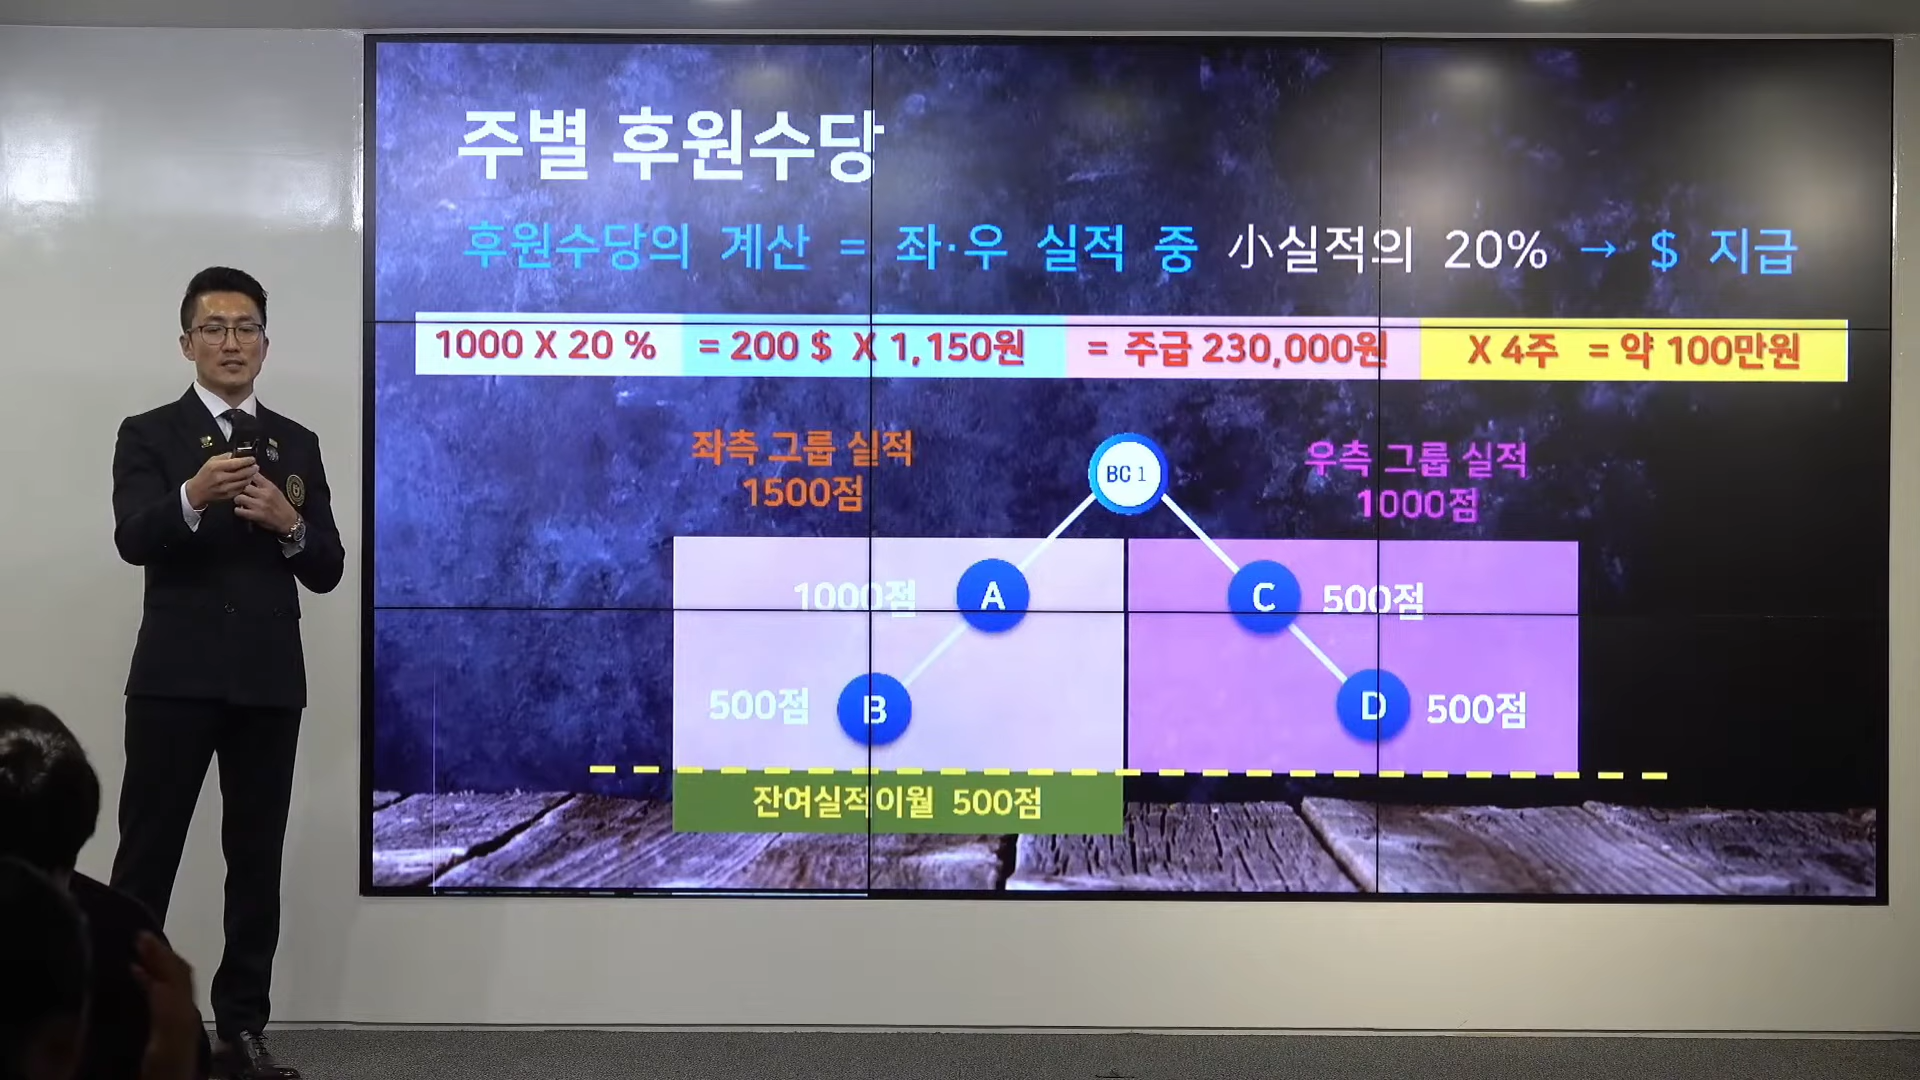 주별 후원수당
후원수당의 계산 = 좌·우 실적 중 小실적의 20% → $ 지급
1000 X 20 % = 200 $ X 1,150원 = 주급 230,000원 X 4주 = 약 100만원
좌측 그룹 실적
1500점
BC 1
우측 그룹 실적
1000점
1000점 A C 500점
500점 B D 500점
잔여실적이월 500점